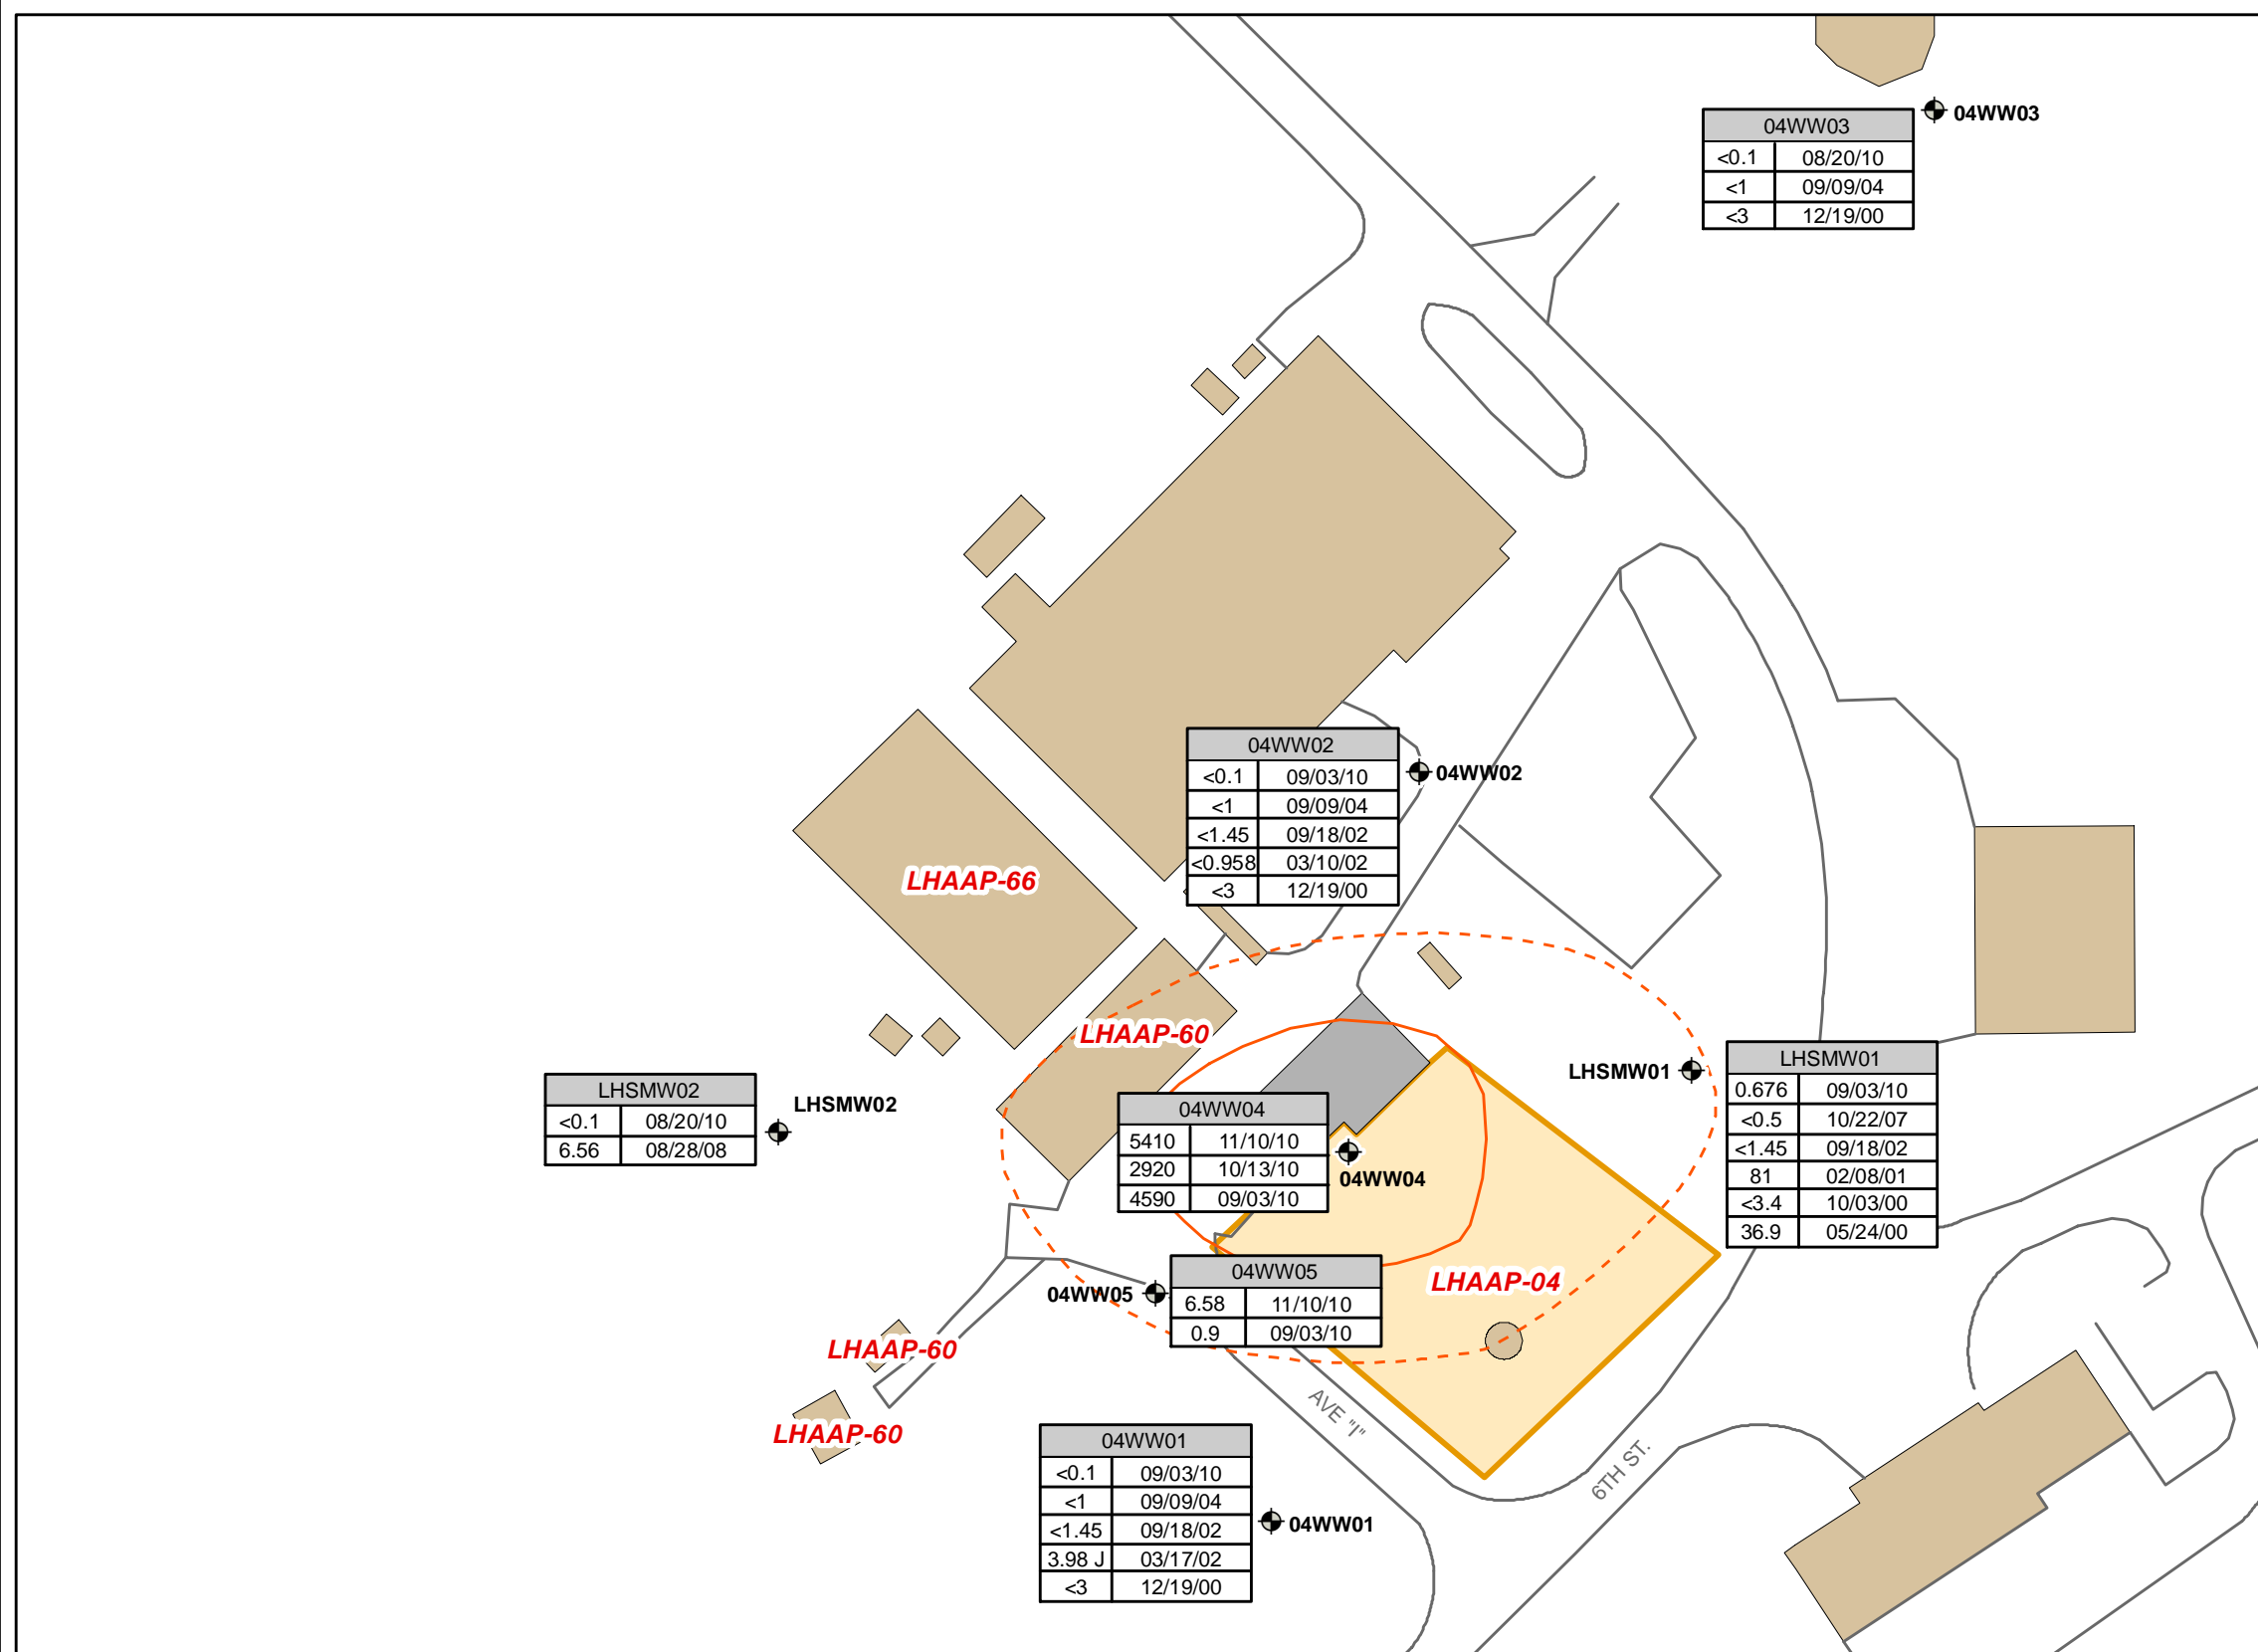 04WW03
04WW03
<0.1 08/20/10
<1 09/09/04
<3 12/19/00
04WW02
<0.1 09/03/10
<1 09/09/04
<1.45 09/18/02
<0.958 03/10/02
<3 12/19/00
04WW02
LHAAP-66
LHAAP-60
LHSMW01
LHSMW01
0.676 09/03/10
<0.5 10/22/07
<1.45 09/18/02
81 02/08/01
<3.4 10/03/00
36.9 05/24/00
LHSMW02
<0.1 08/20/10
6.56 08/28/08
LHSMW02
04WW04
5410 11/10/10
2920 10/13/10
4590 09/03/10
04WW04
04WW05
04WW05
6.58 11/10/10
0.9 09/03/10
LHAAP-04
LHAAP-60
LHAAP-60
AVE "I"
6TH ST.
04WW01
<0.1 09/03/10
<1 09/09/04
<1.45 09/18/02
3.98 J 03/17/02
<3 12/19/00
04WW01